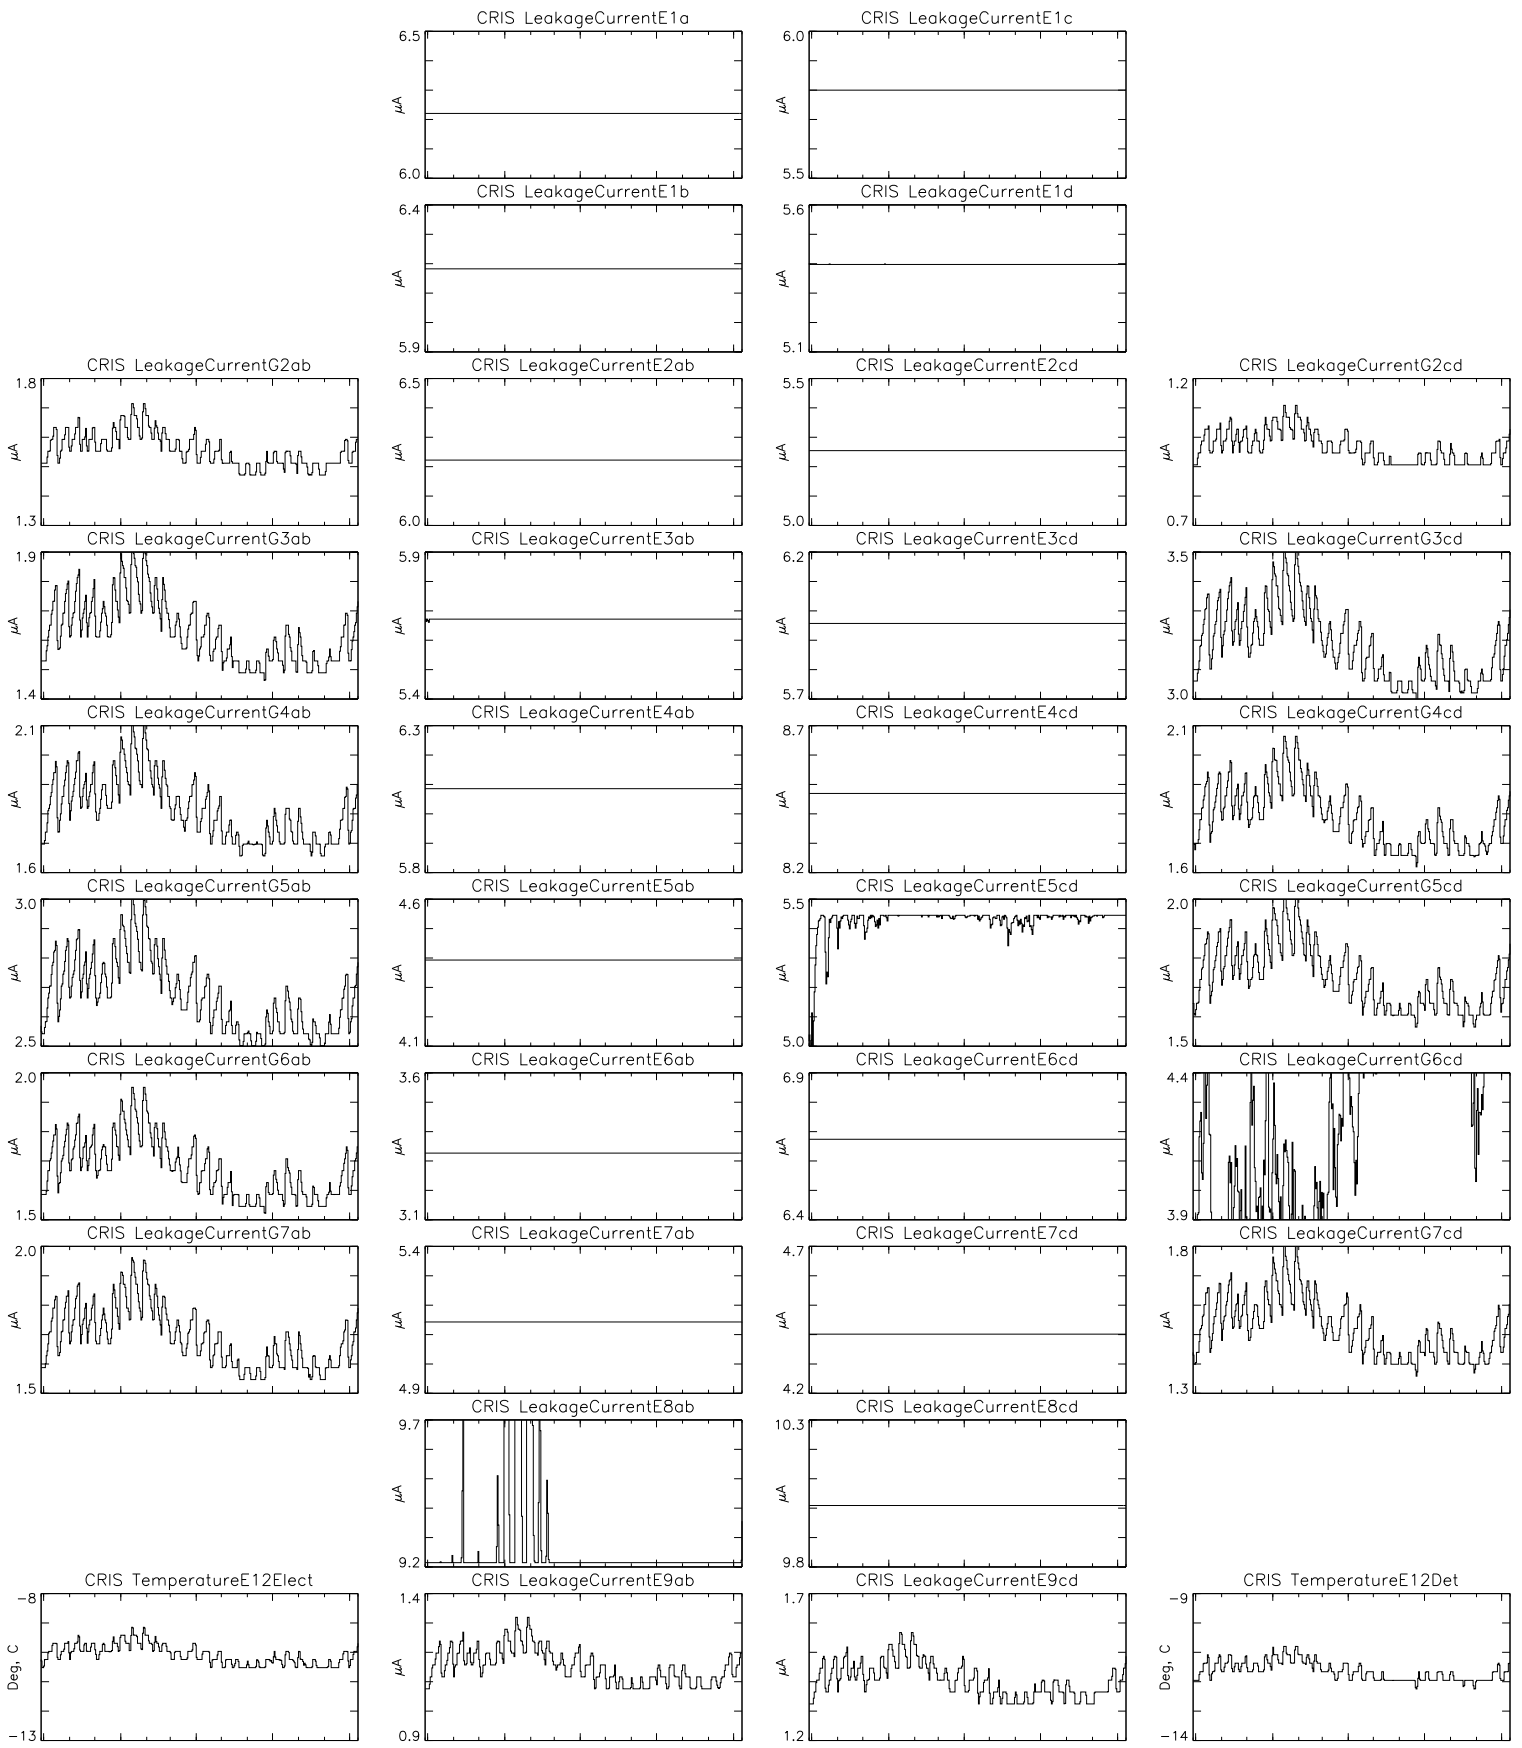 CRIS LeakageCurrentE1a
6.5
μA
6.0
CRIS LeakageCurrentE1c
6.0
μA
5.5
CRIS LeakageCurrentE1b
6.4
μA
5.9
CRIS LeakageCurrentE1d
5.6
μA
5.1
CRIS LeakageCurrentG2ab
1.8
μA
1.3
CRIS LeakageCurrentE2ab
6.5
μA
6.0
CRIS LeakageCurrentE2cd
5.5
μA
5.0
CRIS LeakageCurrentG2cd
1.2
μA
0.7
CRIS LeakageCurrentG3ab
1.9
μA
1.4
CRIS LeakageCurrentE3ab
5.9
μA
5.4
CRIS LeakageCurrentE3cd
6.2
μA
5.7
CRIS LeakageCurrentG3cd
3.5
μA
3.0
CRIS LeakageCurrentG4ab
2.1
μA
1.6
CRIS LeakageCurrentE4ab
6.3
μA
5.8
CRIS LeakageCurrentE4cd
8.7
μA
8.2
CRIS LeakageCurrentG4cd
2.1
μA
1.6
CRIS LeakageCurrentG5ab
3.0
μA
2.5
CRIS LeakageCurrentE5ab
4.6
μA
4.1
CRIS LeakageCurrentE5cd
5.5
μA
5.0
CRIS LeakageCurrentG5cd
2.0
μA
1.5
CRIS LeakageCurrentG6ab
2.0
μA
1.5
CRIS LeakageCurrentE6ab
3.6
μA
3.1
CRIS LeakageCurrentE6cd
6.9
μA
6.4
CRIS LeakageCurrentG6cd
4.4
μA
3.9
CRIS LeakageCurrentG7ab
2.0
μA
1.5
CRIS LeakageCurrentE7ab
5.4
μA
4.9
CRIS LeakageCurrentE7cd
4.7
μA
4.2
CRIS LeakageCurrentG7cd
1.8
μA
1.3
CRIS LeakageCurrentE8ab
9.7
μA
9.2
CRIS LeakageCurrentE8cd
10.3
μA
9.8
CRIS TemperatureE12Elect
-8
Deg, C
-13
CRIS LeakageCurrentE9ab
1.4
μA
0.9
CRIS LeakageCurrentE9cd
1.7
μA
1.2
CRIS TemperatureE12Det
-9
Deg, C
-14